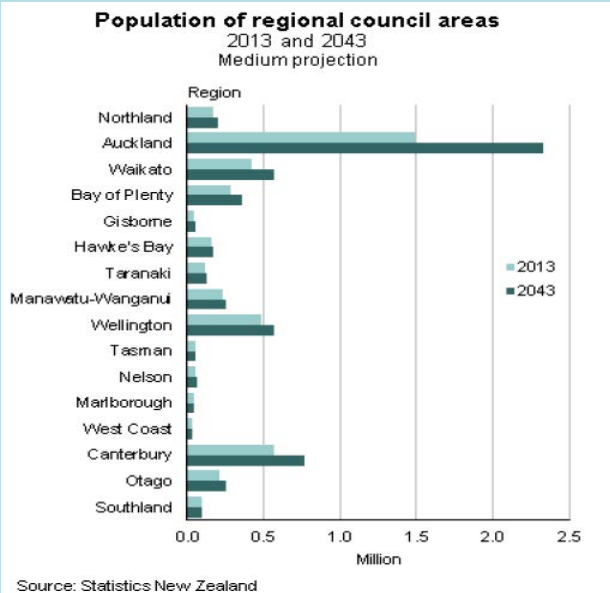 Population of regional council areas
2013 and 2043
Medium projection
Region
Northland
Auckland
Waikato
Bay of Plenty
Gisborne
Hawke's Bay
Taranaki
Manawatu-Wanganui
Wellington
Tasman
Nelson
Marlborough
West Coast
Canterbury
Otago
Southland
2013
2043
0.0 0.5 1.0 1.5 2.0 2.5
Million
Source: Statistics New Zealand